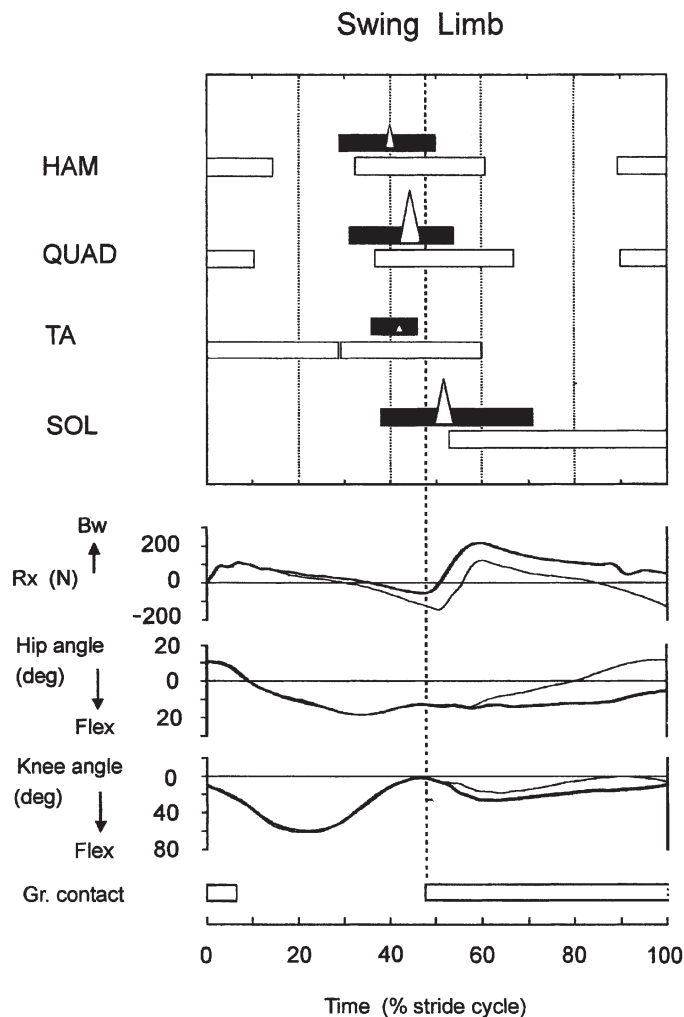 Swing Limb
HAM
QUAD
TA
SOL
Bw
Rx (N)
200
0
-200
Hip angle
(deg)
Flex
20
0
20
Knee angle
(deg)
Flex
0
40
80
Gr. contact
0 20 40 60 80 100
Time (% stride cycle)